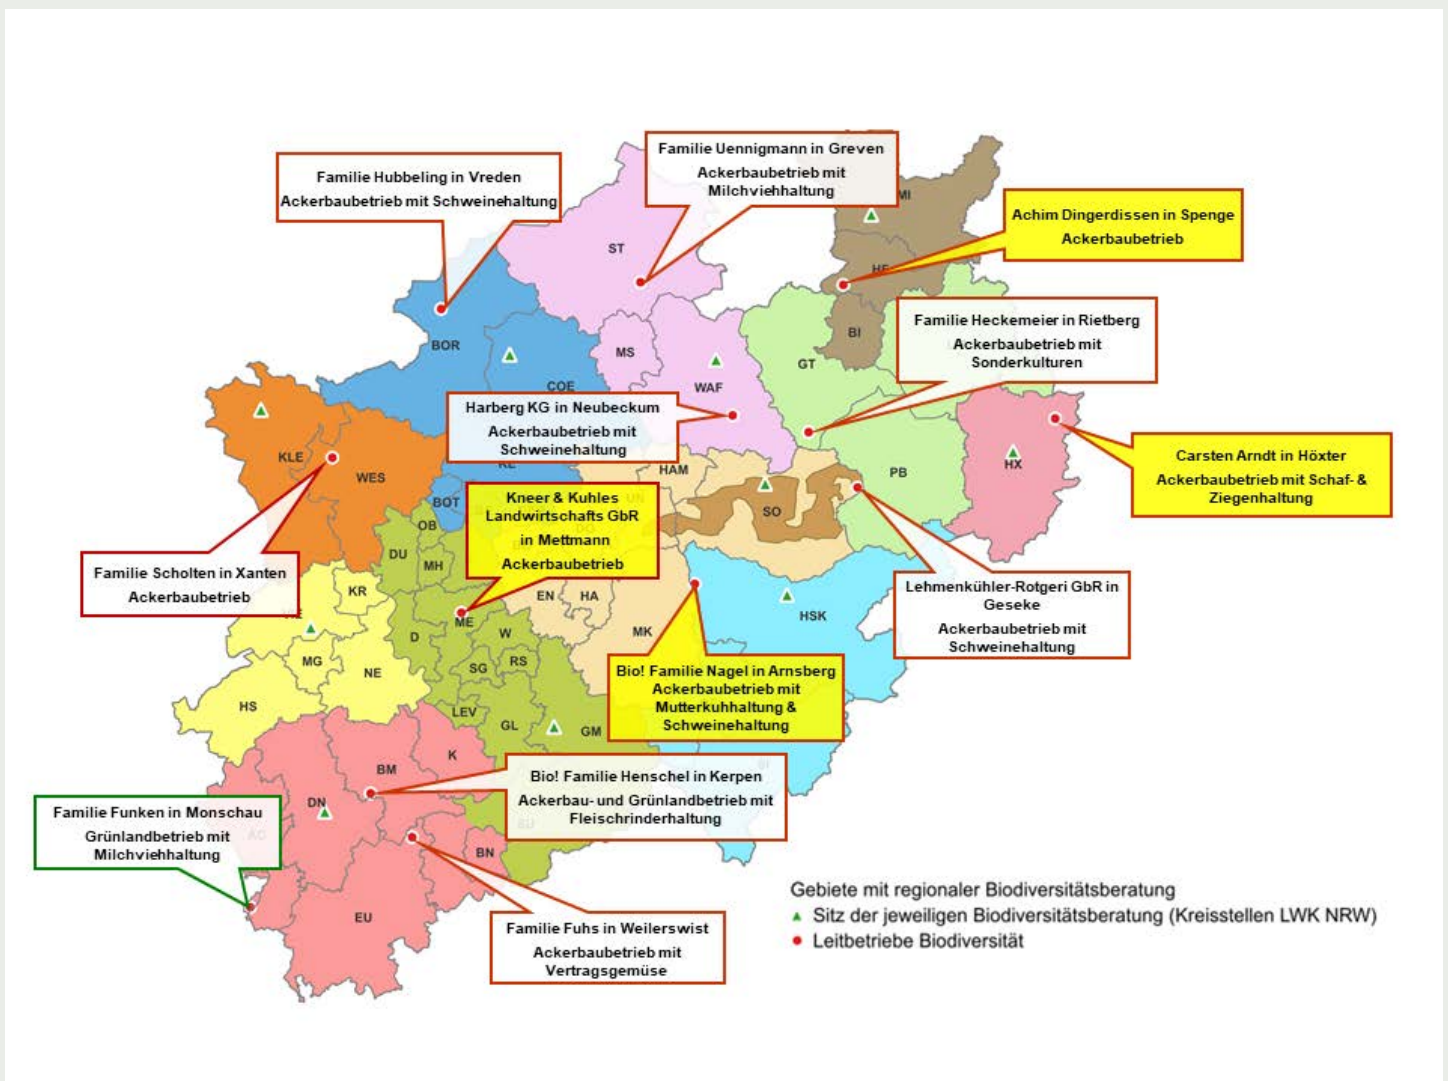 Familie Uennigmann in Greven
Ackerbaubetrieb mit
Milchviehhaltung
Familie Hubbeling in Vreden
Ackerbaubetrieb mit Schweinehaltung
MI
Achim Dingerdissen in Spenge
Ackerbaubetrieb
ST
HF
Familie Heckemeier in Rietberg
Ackerbaubetrieb mit
Sonderkulturen
BI
BOR
MS
GT
COE
WAF
Harberg KG in Neubeckum
Ackerbaubetrieb mit
Schweinehaltung
KLE
WES
RE
HAM
PB
HX
Carsten Arndt in Höxter
Ackerbaubetrieb mit Schaf- &
Ziegenhaltung
BOT
UN
SO
Kneer & Kuhles
Landwirtschafts GbR
in Mettmann
Ackerbaubetrieb
OB
DU
MH
Familie Scholten in Xanten
Ackerbaubetrieb
KR
EN
HA
Lehmenkühler-Rotgeri GbR in
Geseke
Ackerbaubetrieb mit
Schweinehaltung
HSK
ME
D
W
MK
MG
NE
SG
RS
Bio! Familie Nagel in Arnsberg
Ackerbaubetrieb mit
Mutterkuhhaltung &
Schweinehaltung
HS
LEV
GL
GM
K
BM
Bio! Familie Henschel in Kerpen
Ackerbau- und Grünlandbetrieb mit
Fleischrinderhaltung
DN
Familie Funken in Monschau
Grünlandbetrieb mit
Milchviehhaltung
AC
SU
BN
EU
Familie Fuhs in Weilerswist
Ackerbaubetrieb mit
Vertragsgemüse
Gebiete mit regionaler Biodiversitätsberatung
Sitz der jeweiligen Biodiversitätsberatung (Kreisstellen LWK NRW)
Leitbetriebe Biodiversität